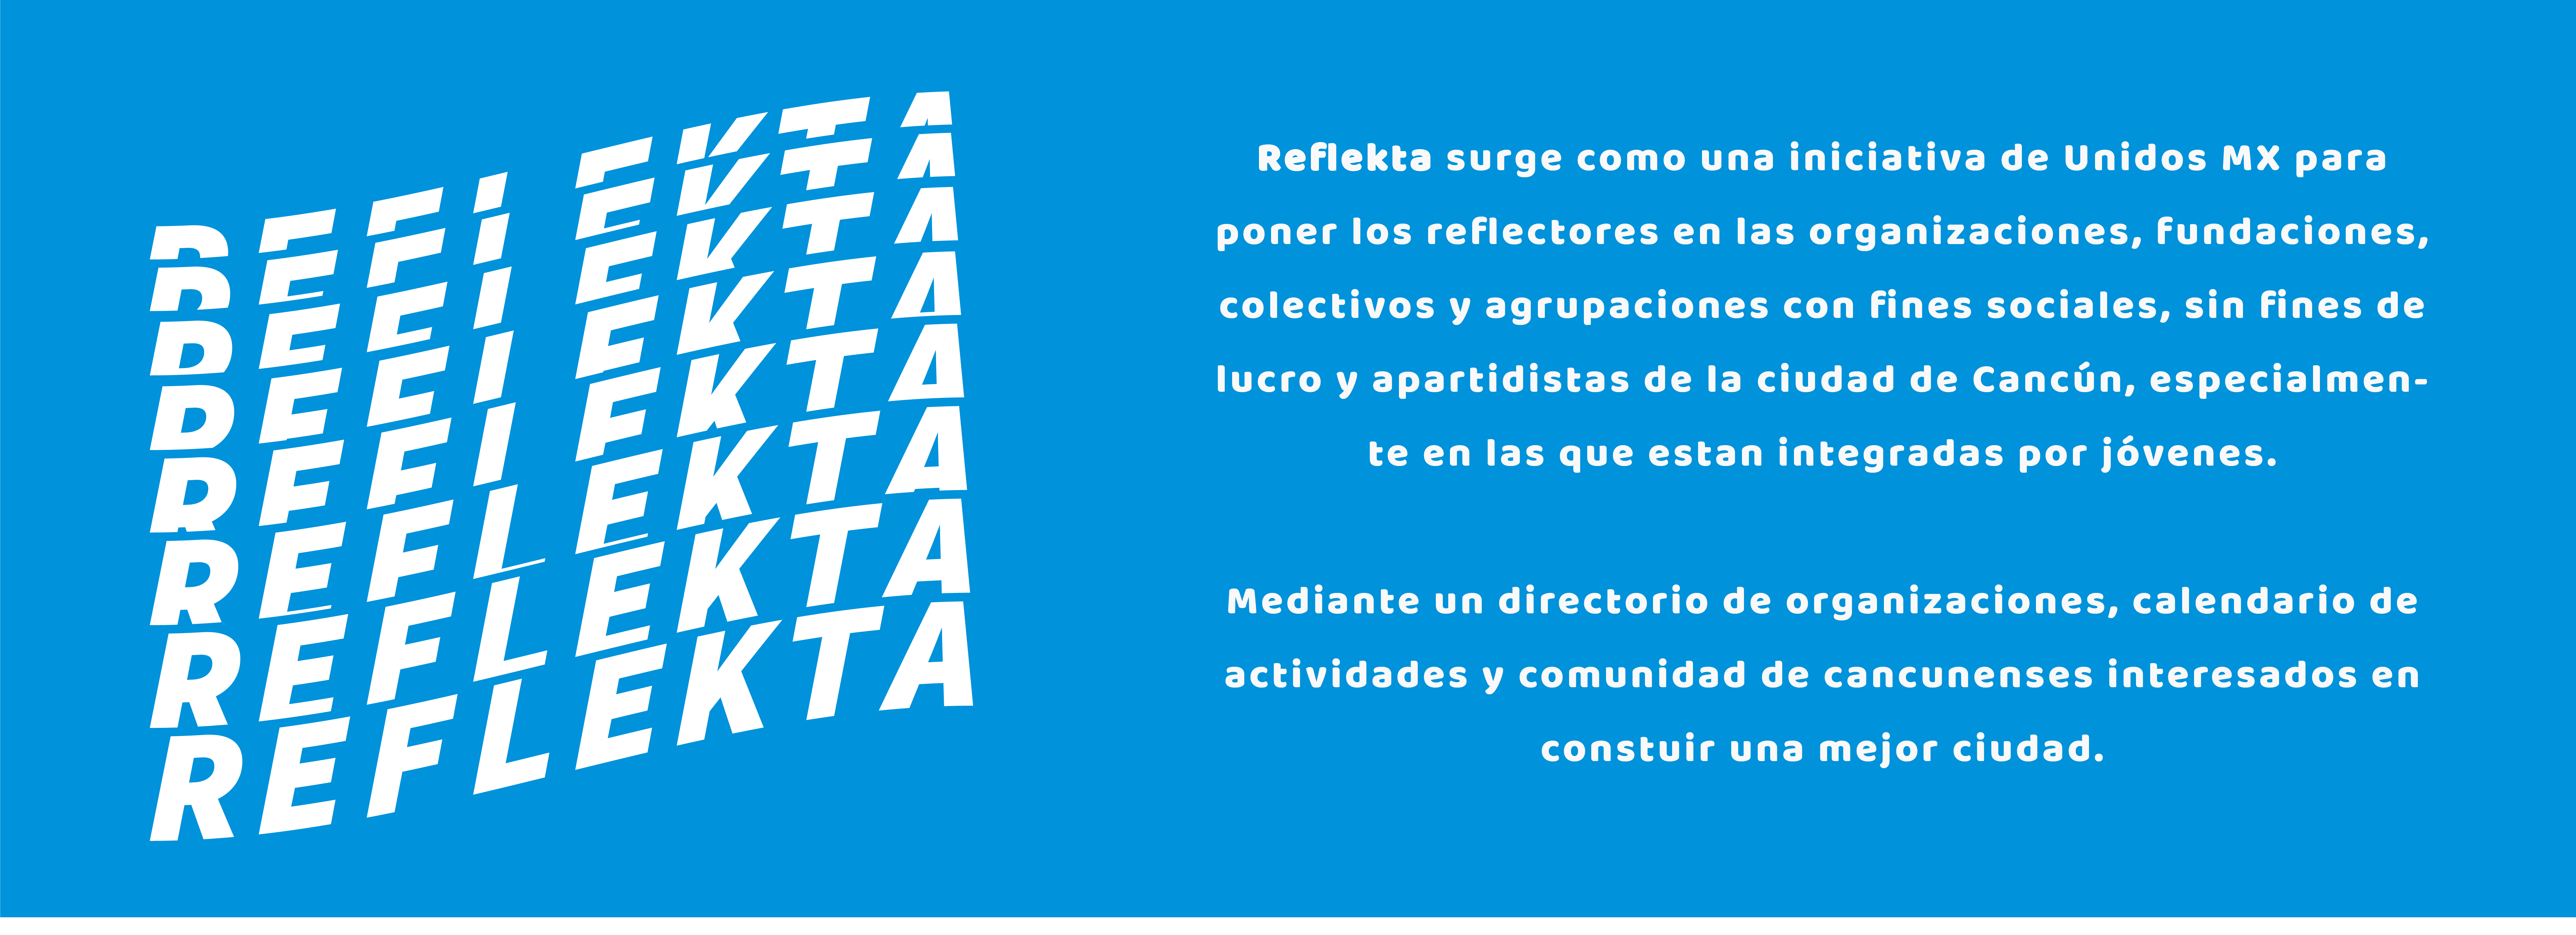 REFLEKTA
REFLEKTA
REFLEKTA
REFLEKTA
REFLEKTA
REFLEKTA
REFLEKTA
REFLEKTA
Reflekta surge como una iniciativa de Unidos MX para
poner los reflectores en las organizaciones, fundaciones,
colectivos y agrupaciones con fines sociales, sin fines de
lucro y apartidistas de la ciudad de Cancún, especialmen-
te en las que estan integradas por jóvenes.
Mediante un directorio de organizaciones, calendario de
actividades y comunidad de cancunenses interesados en
constuir una mejor ciudad.